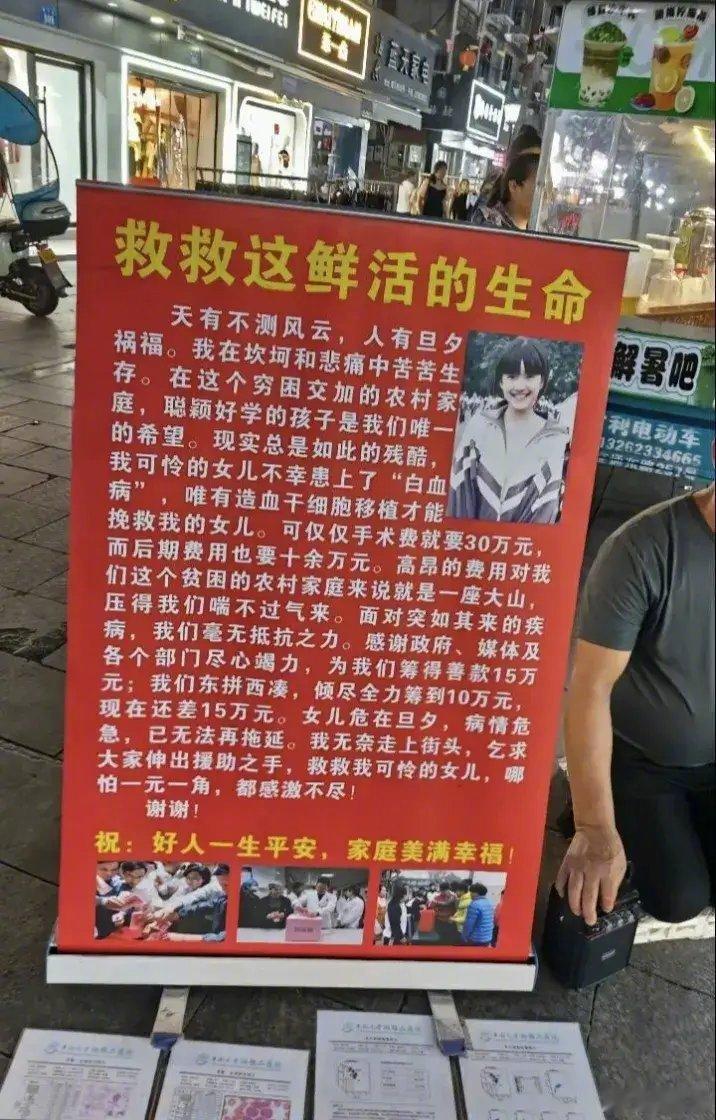 救救这鲜活的生命
天有不测风云，人有旦夕
祸福。我在坎坷和悲痛中苦苦生
存。在这个穷困交加的农村家
庭，聪颖好学的孩子是我们唯一
的希望。现实总是如此的残酷，
我可怜的女儿不幸患上了“白血
病”，唯有造血干细胞移植才能
挽救我的女儿。可仅仅手术费就要30万元，
而后期费用也要十余万元。高昂的费用对我
们这个贫困的农村家庭来说就是一座大山，
压得我们喘不过气来。面对突如其来的疾
病，我们毫无抵抗之力。感谢政府、媒体及
各个部门尽心竭力，为我们筹得善款15万
元；我们东拼西凑，倾尽全力筹到10万元，
现在还差15万元。女儿危在旦夕，病情危
急，已无法再拖延。我无奈走上街头，乞求
大家伸出援助之手，救救我可怜的女儿，哪
怕一元一角，都感激不尽！
谢谢！
祝：好人一生平安，家庭美满幸福！
解暑吧
利电动车
13262334665